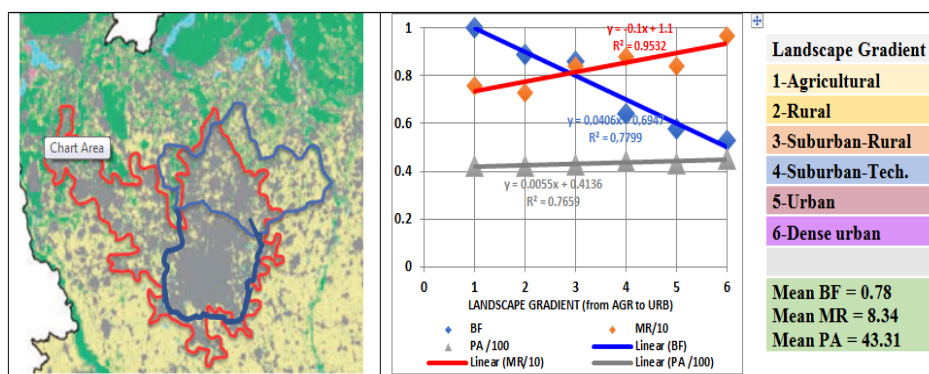 Chart Area
y = -0.1x + 1.1
R² = 0.9532
y = 0.0406x + 0.6947
R² = 0.7799
y = 0.0055x + 0.4136
R² = 0.7659
1
0.8
0.6
0.4
0.2
0
0 1 2 3 4 5 6
LANDSCAPE GRADIENT (from AGR to URB)
BF MR/10
PA /100 Linear (BF)
Linear (MR/10) Linear (PA /100)
Landscape Gradient
1-Agricultural
2-Rural
3-Suburban-Rural
4-Suburban-Tech.
5-Urban
6-Dense urban
Mean BF = 0.78
Mean MR = 8.34
Mean PA = 43.31